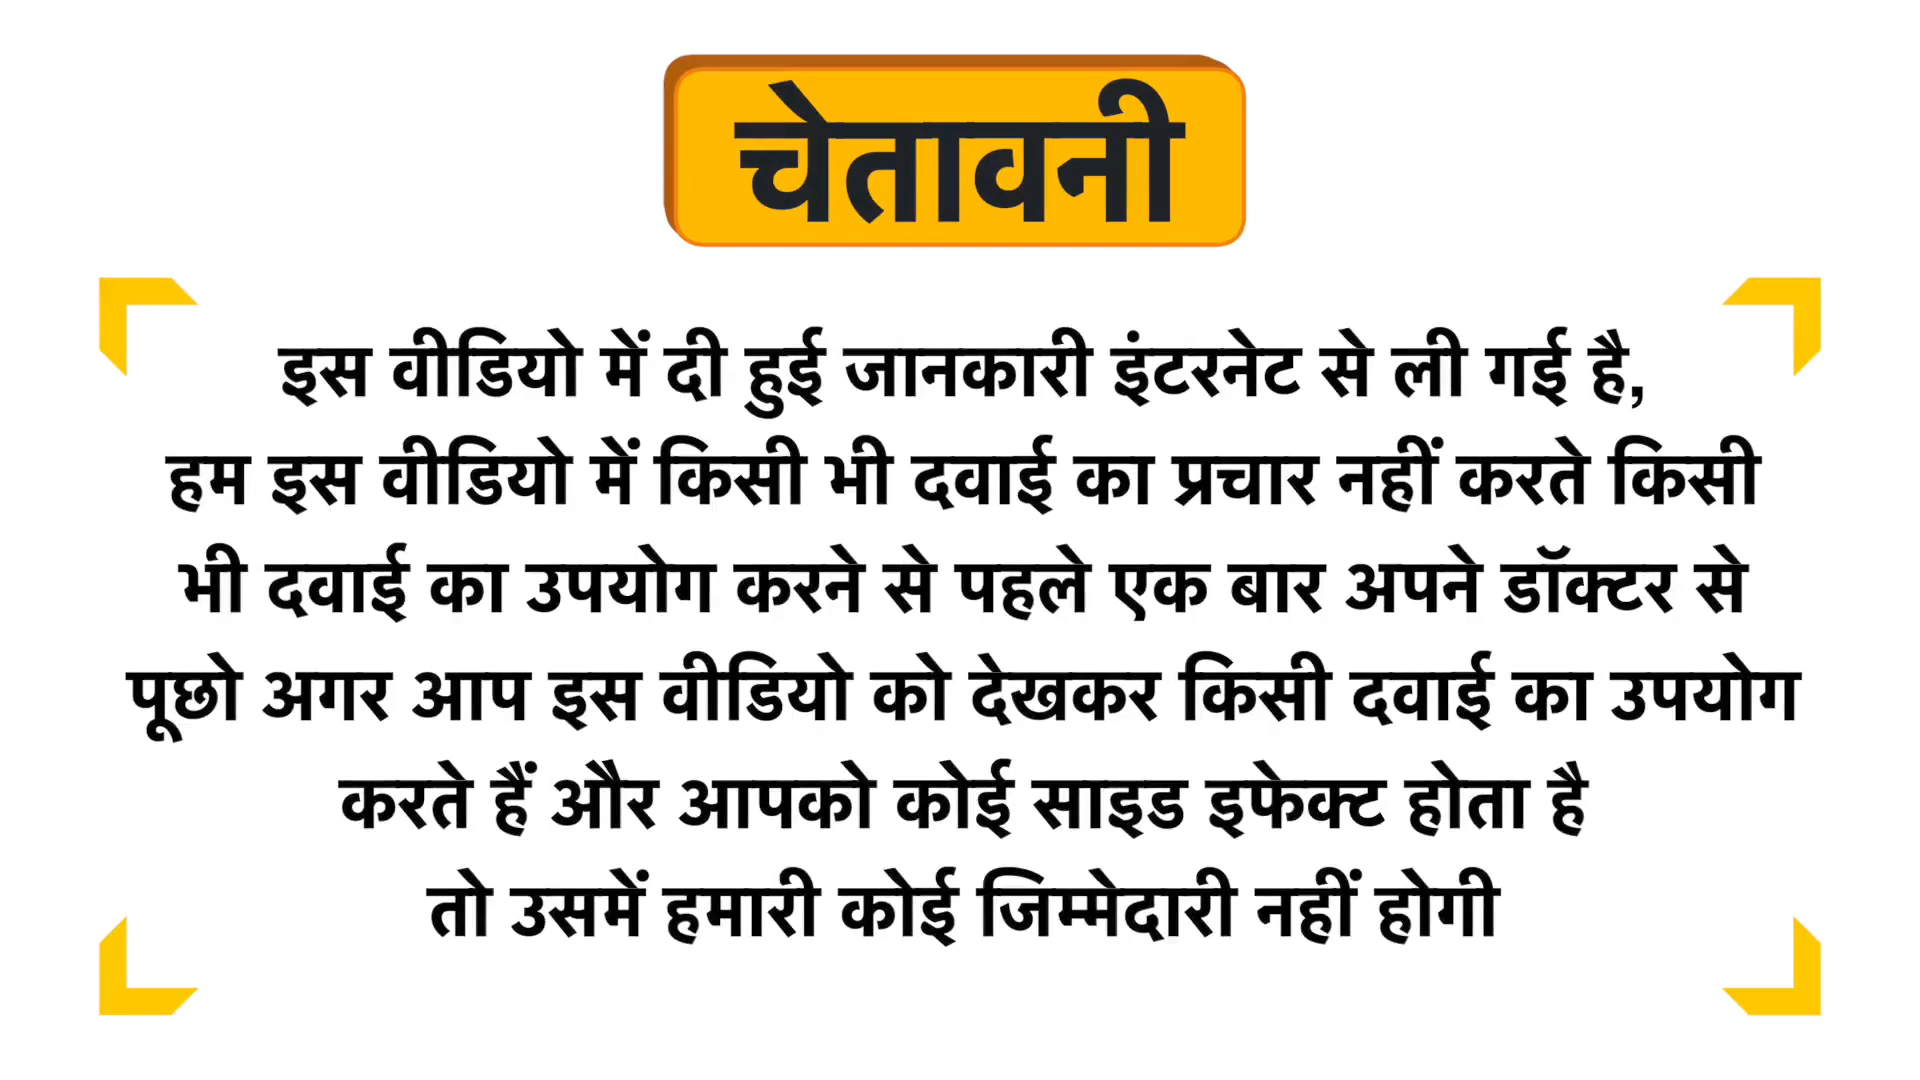 चेतावनी
इस वीडियो में दी हुई जानकारी इंटरनेट से ली गई है,
हम इस वीडियो में किसी भी दवाई का प्रचार नहीं करते किसी
भी दवाई का उपयोग करने से पहले एक बार अपने डॉक्टर से
पूछो अगर आप इस वीडियो को देखकर किसी दवाई का उपयोग
करते हैं और आपको कोई साइड इफेक्ट होता है
तो उसमें हमारी कोई जिम्मेदारी नहीं होगी